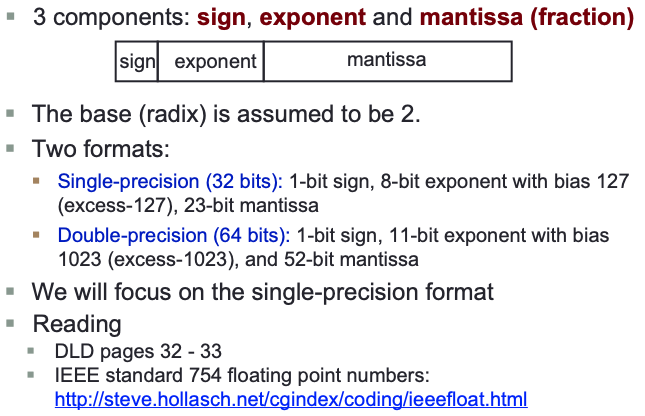 3 components: sign, exponent and mantissa (fraction)
sign exponent mantissa
The base (radix) is assumed to be 2.
Two formats:
Single-precision (32 bits): 1-bit sign, 8-bit exponent with bias 127
(excess-127), 23-bit mantissa
Double-precision (64 bits): 1-bit sign, 11-bit exponent with bias
1023 (excess-1023), and 52-bit mantissa
We will focus on the single-precision format
Reading
DLD pages 32 - 33
IEEE standard 754 floating point numbers:
http://steve.hollasch.net/cgindex/coding/ieeefloat.html